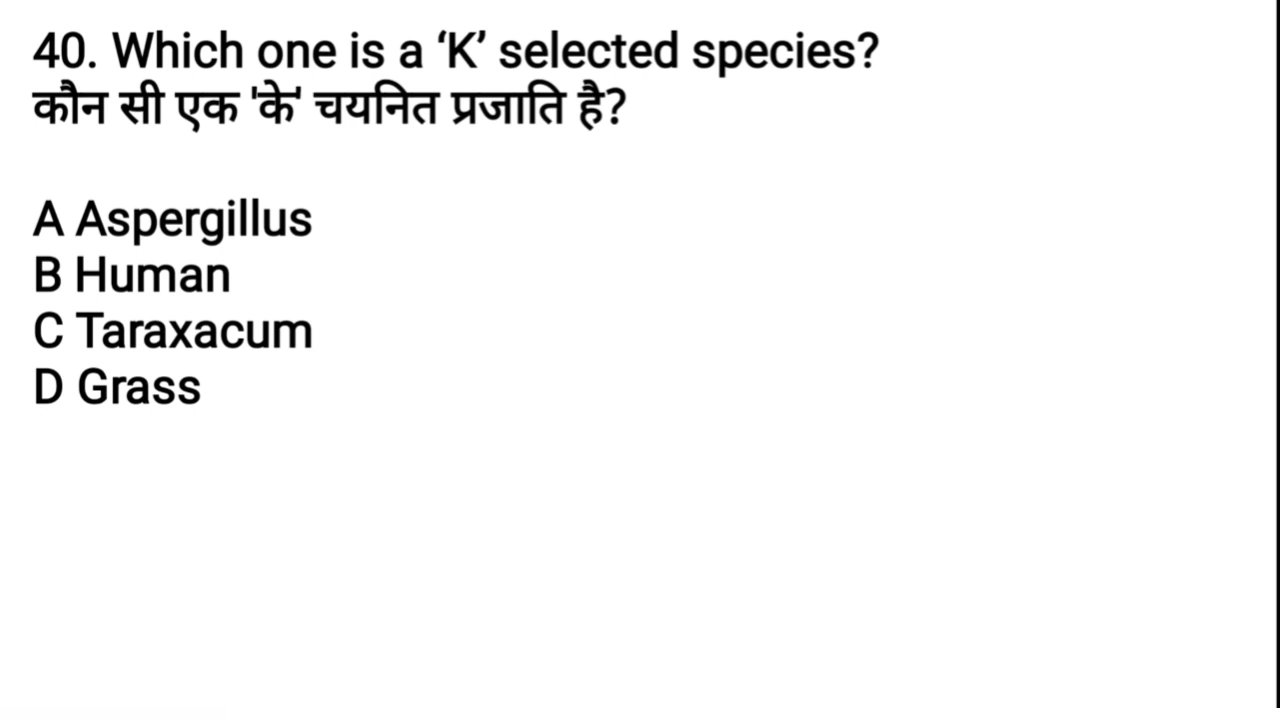 40. Which one is a ‘K’ selected species?
कौन सी एक 'के' चयनित प्रजाति है?
A Aspergillus
B Human
C Taraxacum
D Grass